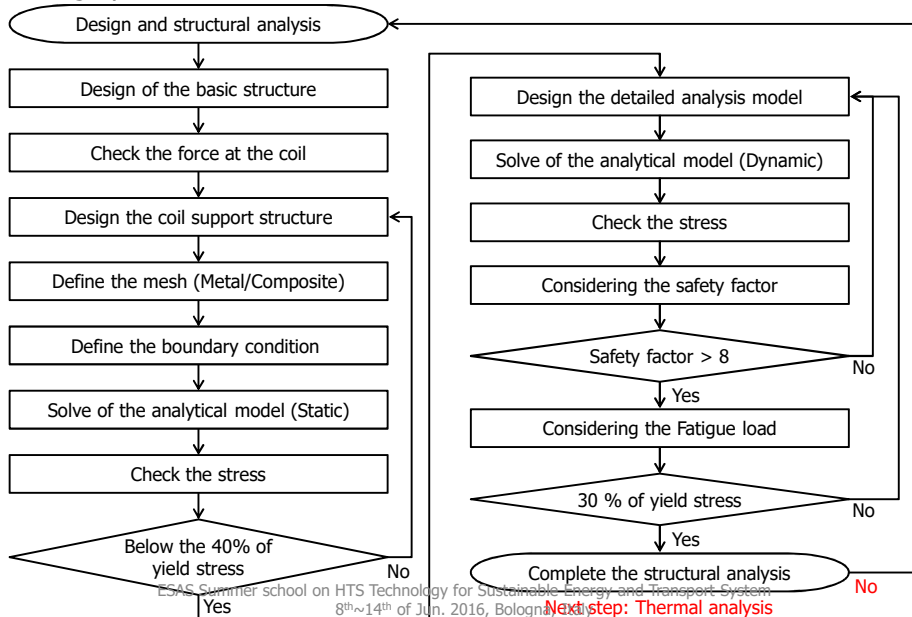 Design and structural analysis
Design of the basic structure
Check the force at the coil
Design the coil support structure
Define the mesh (Metal/Composite)
Define the boundary condition
Solve of the analytical model (Static)
Check the stress
Below the 40% of
yield stress
No
Yes
Design the detailed analysis model
Solve of the analytical model (Dynamic)
Check the stress
Considering the safety factor
Safety factor > 8
No
Yes
Considering the Fatigue load
30 % of yield stress
No
Yes
Complete the structural analysis
No
Next step: Thermal analysis
ESAS Summer school on HTS Technology for Sustainable Energy and Transport System
8th~14th of Jun. 2016, Bologna, Italy